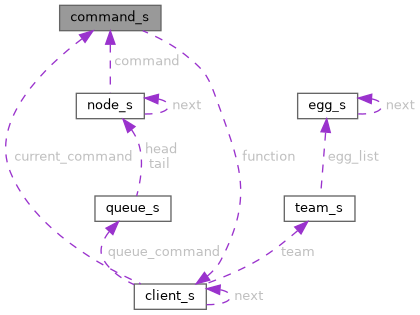 command_s
command
node_s
next
egg_s
next
head
tail
current_command
function
egg_list
queue_s
team_s
queue_command
team
client_s
next